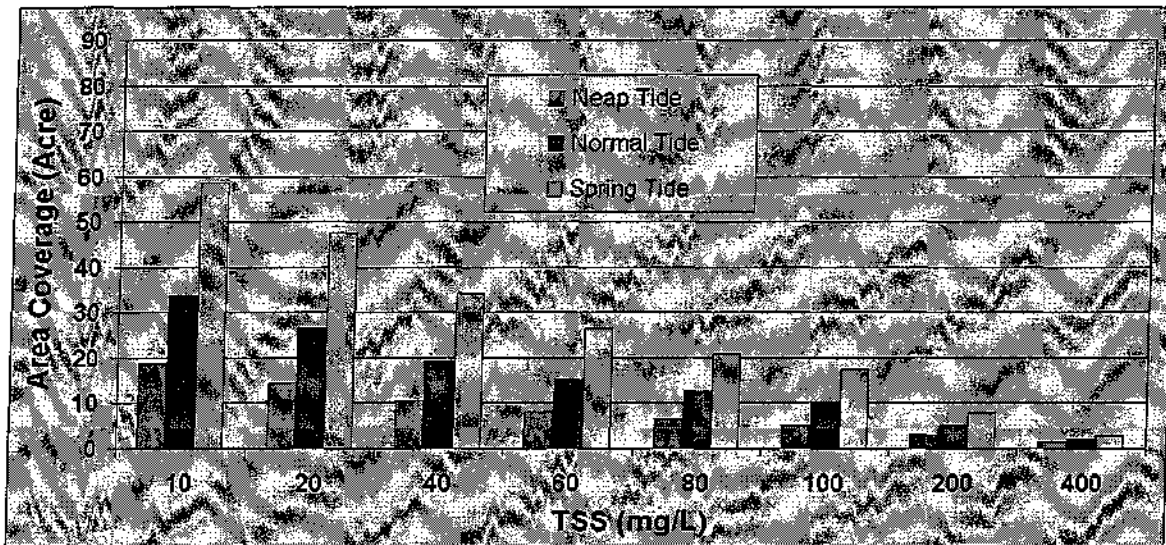 90
80
70
60
50
40
30
20
10
0
Area Coverage (Acre)
Neap Tide
Normal Tide
Spring Tide
10 20 40 60 80 100 200 400
TSS (mg/L)